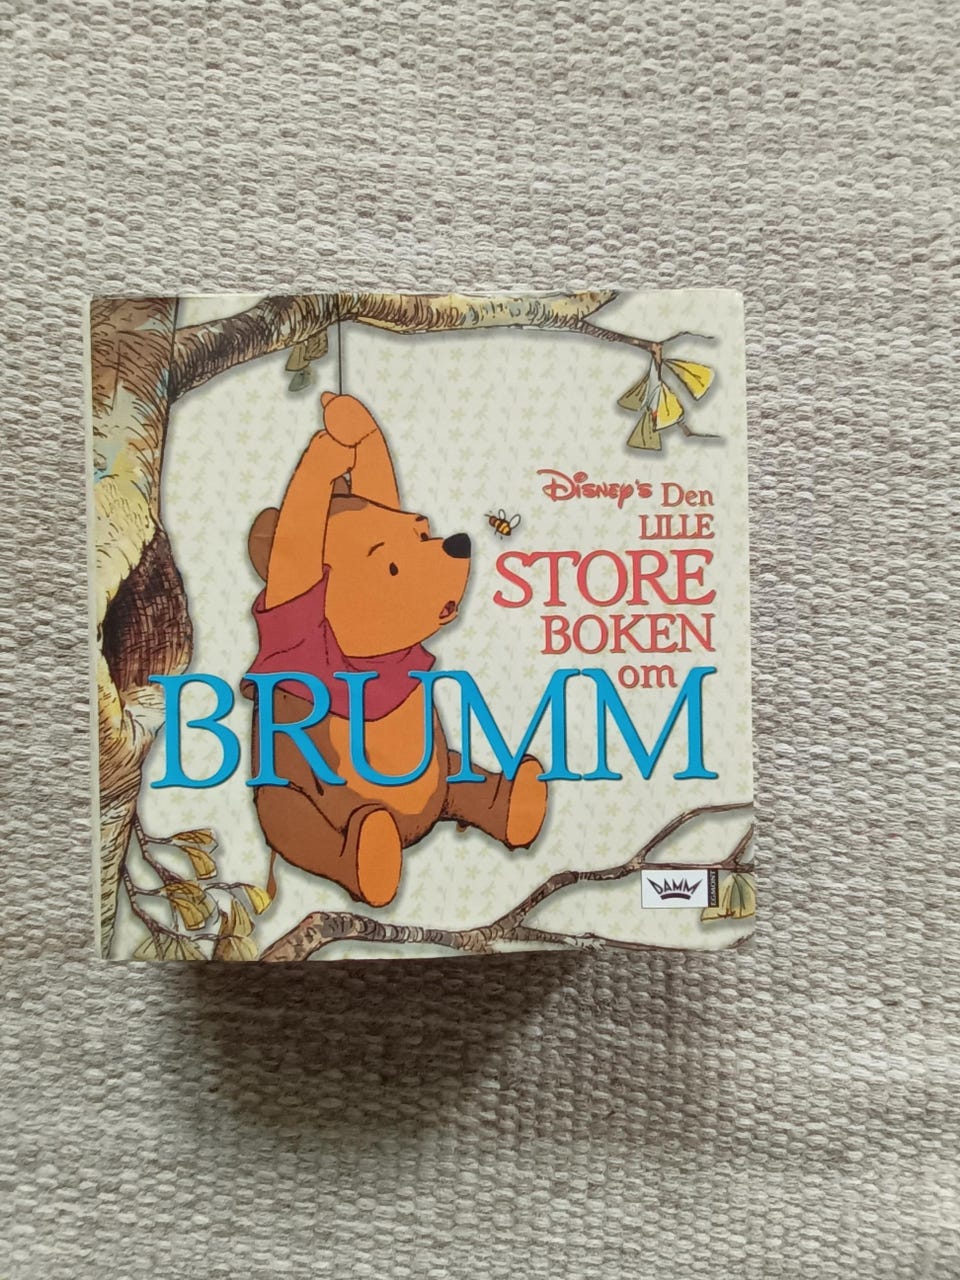 Disney's Den
LILLE
STORE
BOKEN
om
BRUMM
DAMM
EGMONT